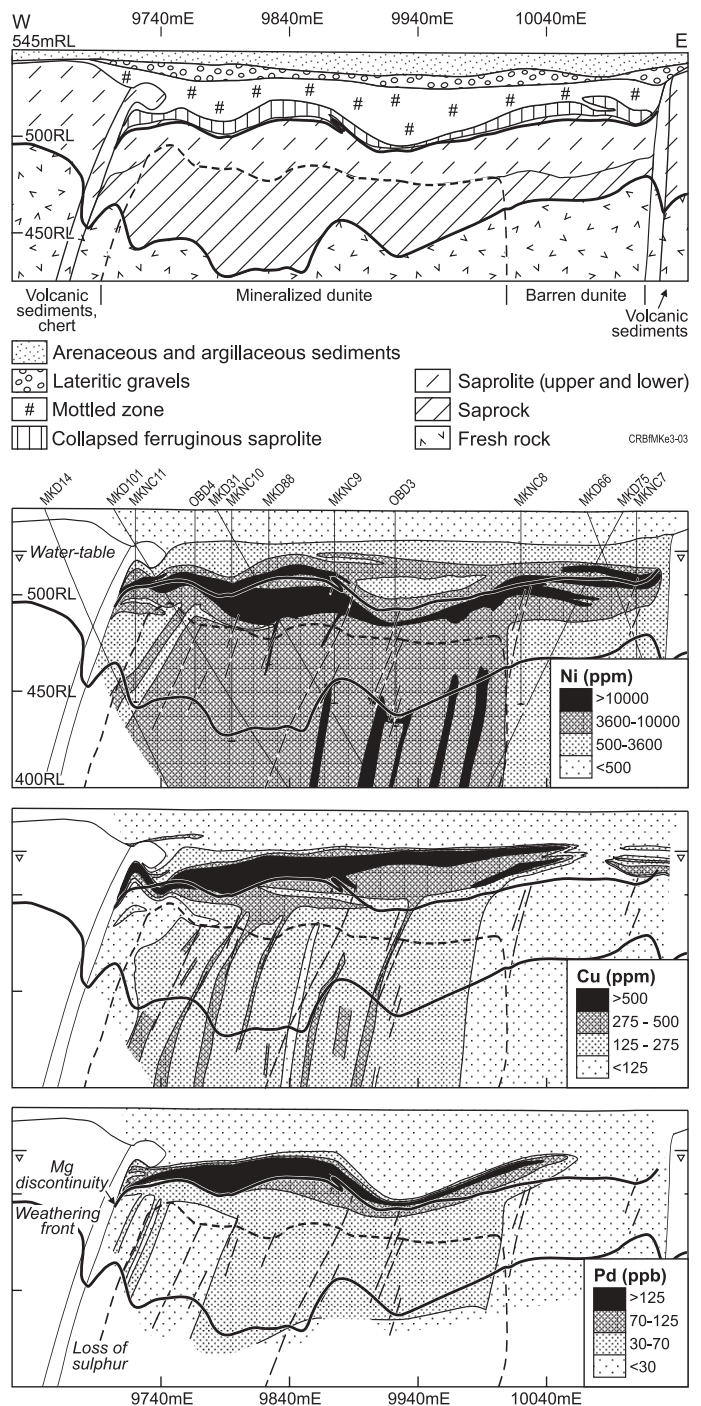 W
9740mE 9840mE 9940mE 10040mE
E
545mRL
500RL
450RL
Volcanic sediments, chert
Mineralized dunite
Barren dunite
Volcanic sediments
Arenaceous and argillaceous sediments
Lateritic gravels
Mottled zone
Collapsed ferruginous saprolite
Saprolite (upper and lower)
Saprock
Fresh rock
CRBfMKe3-03
MKD14
MKD101
MKNC11
OBD4
MKD31
MKNC10
MKD88
MKNC9
OBD3
MKNC8
MKD66
MKD75
MKNC7
Water-table
500RL
450RL
400RL
Ni (ppm)
>10000
3600-10000
500-3600
<500
Cu (ppm)
>500
275 - 500
125 - 275
<125
Mg
discontinuity
Weathering
front
Loss of
sulphur
Pd (ppb)
>125
70-125
30-70
<30
9740mE 9840mE 9940mE 10040mE